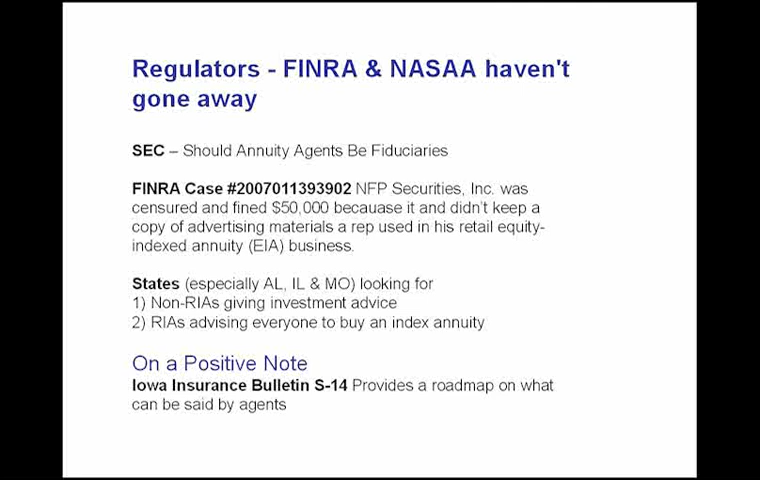 Regulators - FINRA & NASAA haven't
gone away
SEC – Should Annuity Agents Be Fiduciaries
FINRA Case #2007011393902 NFP Securities, Inc. was
censured and fined $50,000 becauase it and didn't keep a
copy of advertising materials a rep used in his retail equity-
indexed annuity (EIA) business.
States (especially AL, IL & MO) looking for
1) Non-RIAs giving investment advice
2) RIAs advising everyone to buy an index annuity
On a Positive Note
Iowa Insurance Bulletin S-14 Provides a roadmap on what
can be said by agents